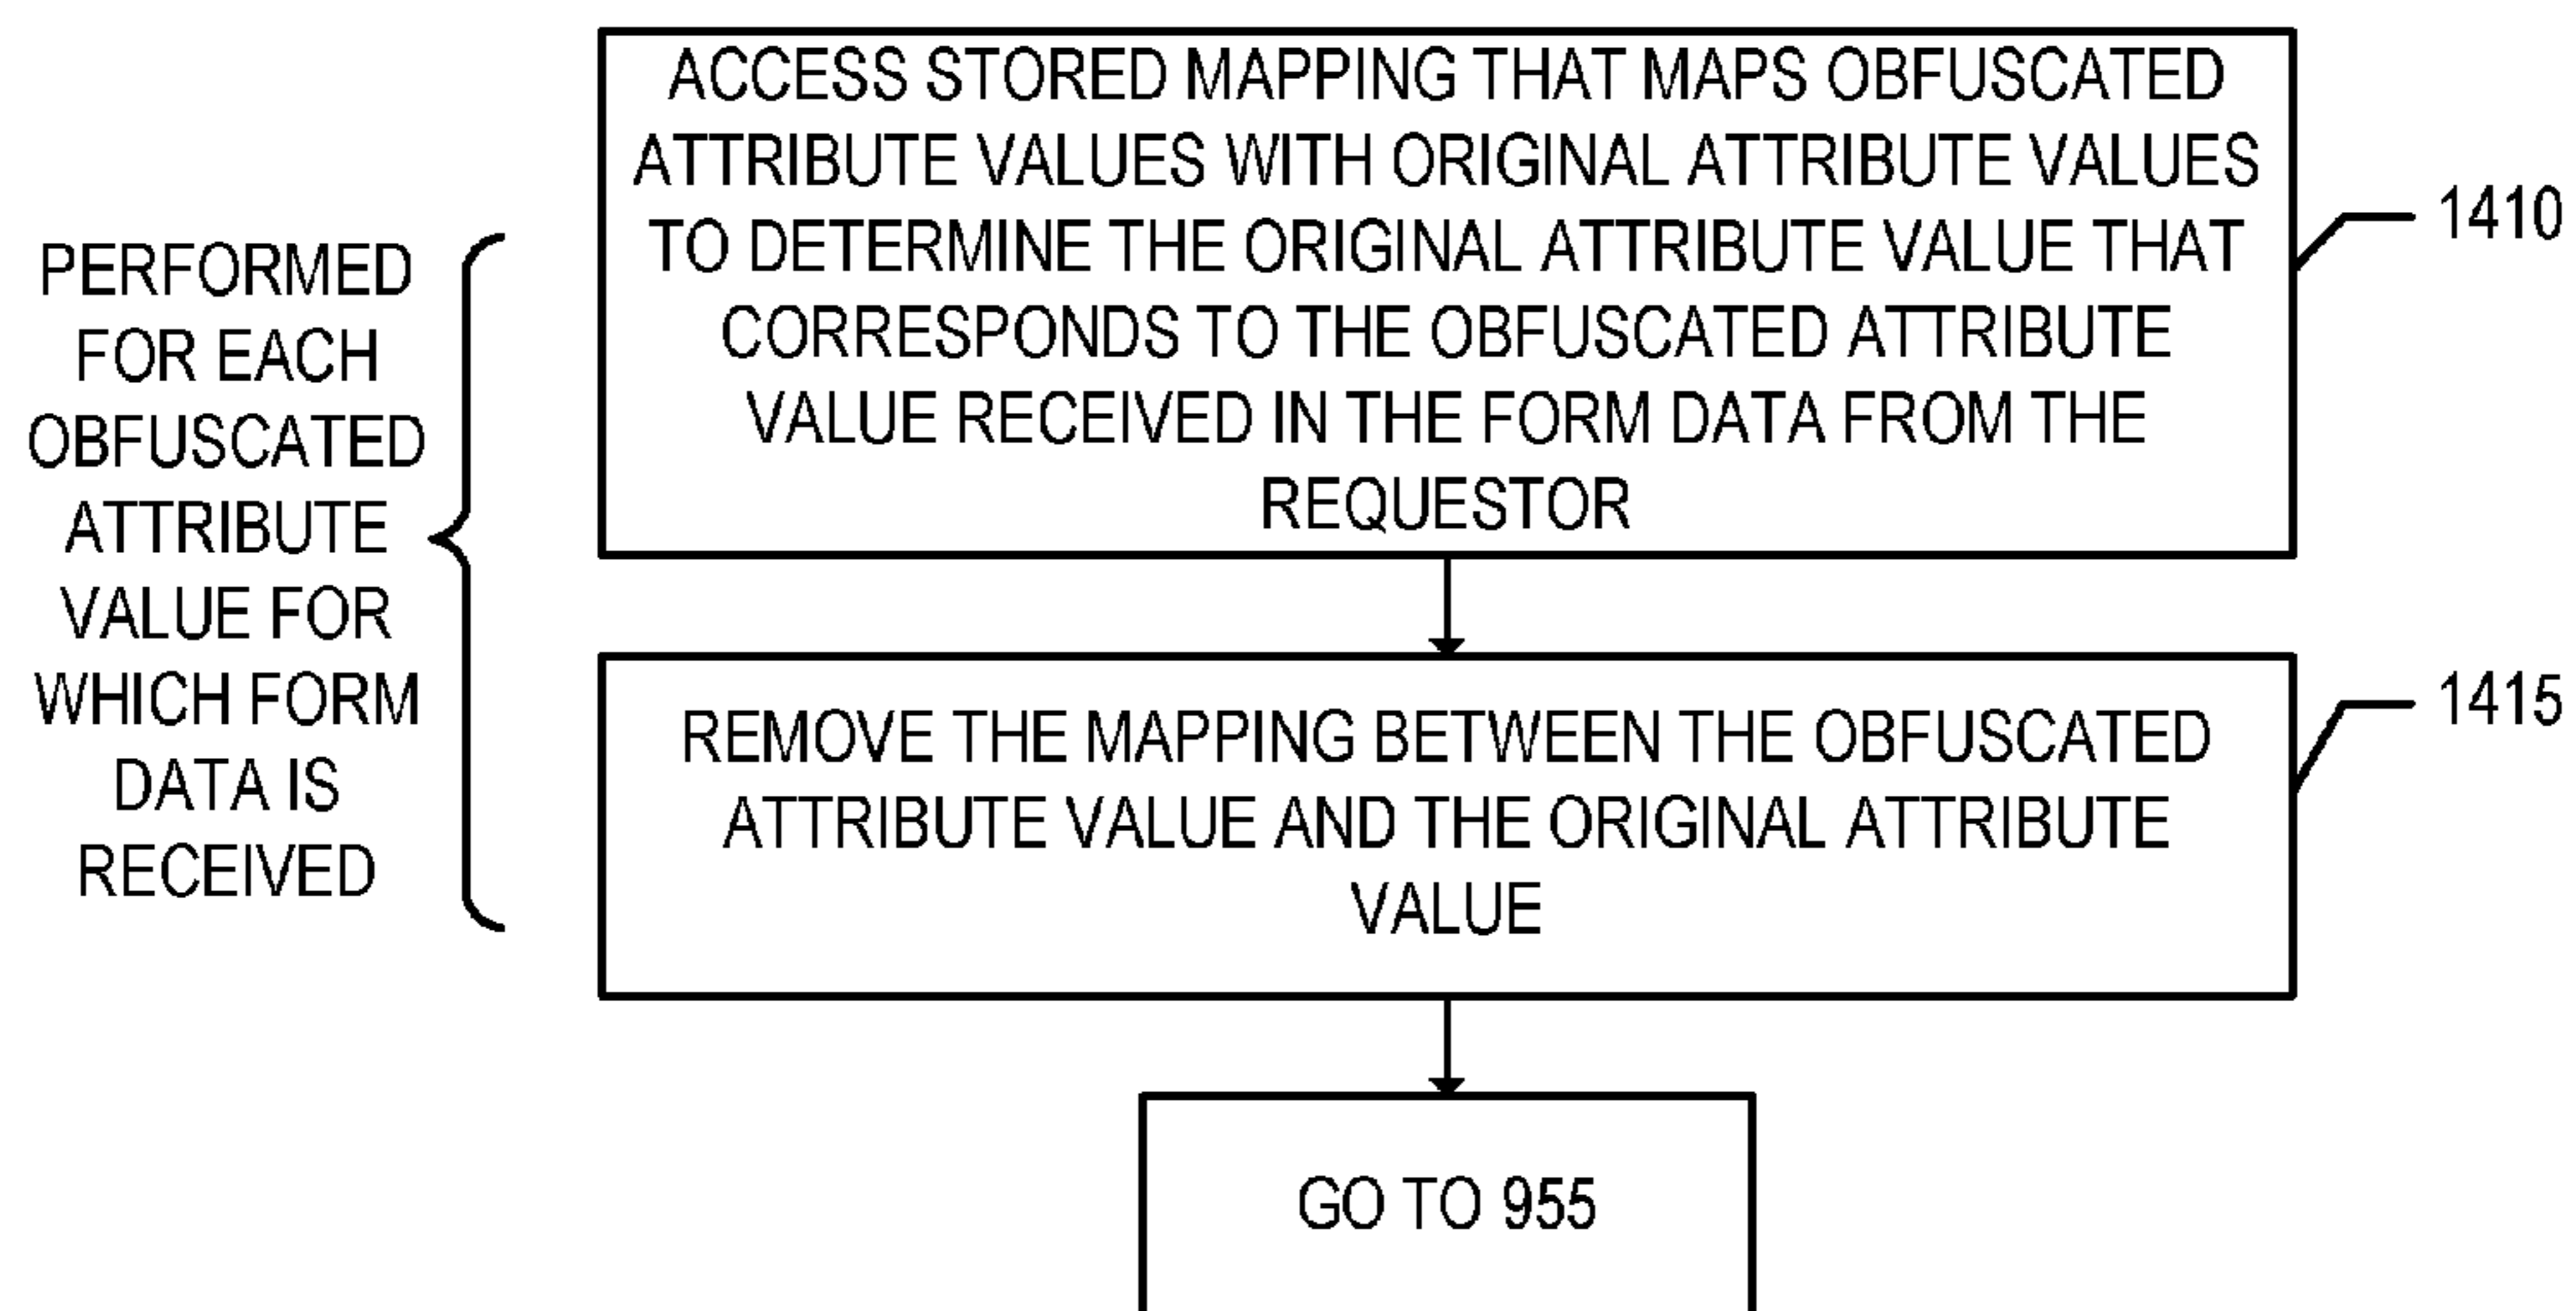 ACCESS STORED MAPPING THAT MAPS OBFUSCATED
ATTRIBUTE VALUES WITH ORIGINAL ATTRIBUTE VALUES
TO DETERMINE THE ORIGINAL ATTRIBUTE VALUE THAT
CORRESPONDS TO THE OBFUSCATED ATTRIBUTE
VALUE RECEIVED IN THE FORM DATA FROM THE
REQUESTOR
1410
PERFORMED
FOR EACH
OBFUSCATED
ATTRIBUTE
VALUE FOR
WHICH FORM
DATA IS
RECEIVED
REMOVE THE MAPPING BETWEEN THE OBFUSCATED
ATTRIBUTE VALUE AND THE ORIGINAL ATTRIBUTE
VALUE
1415
GO TO 955